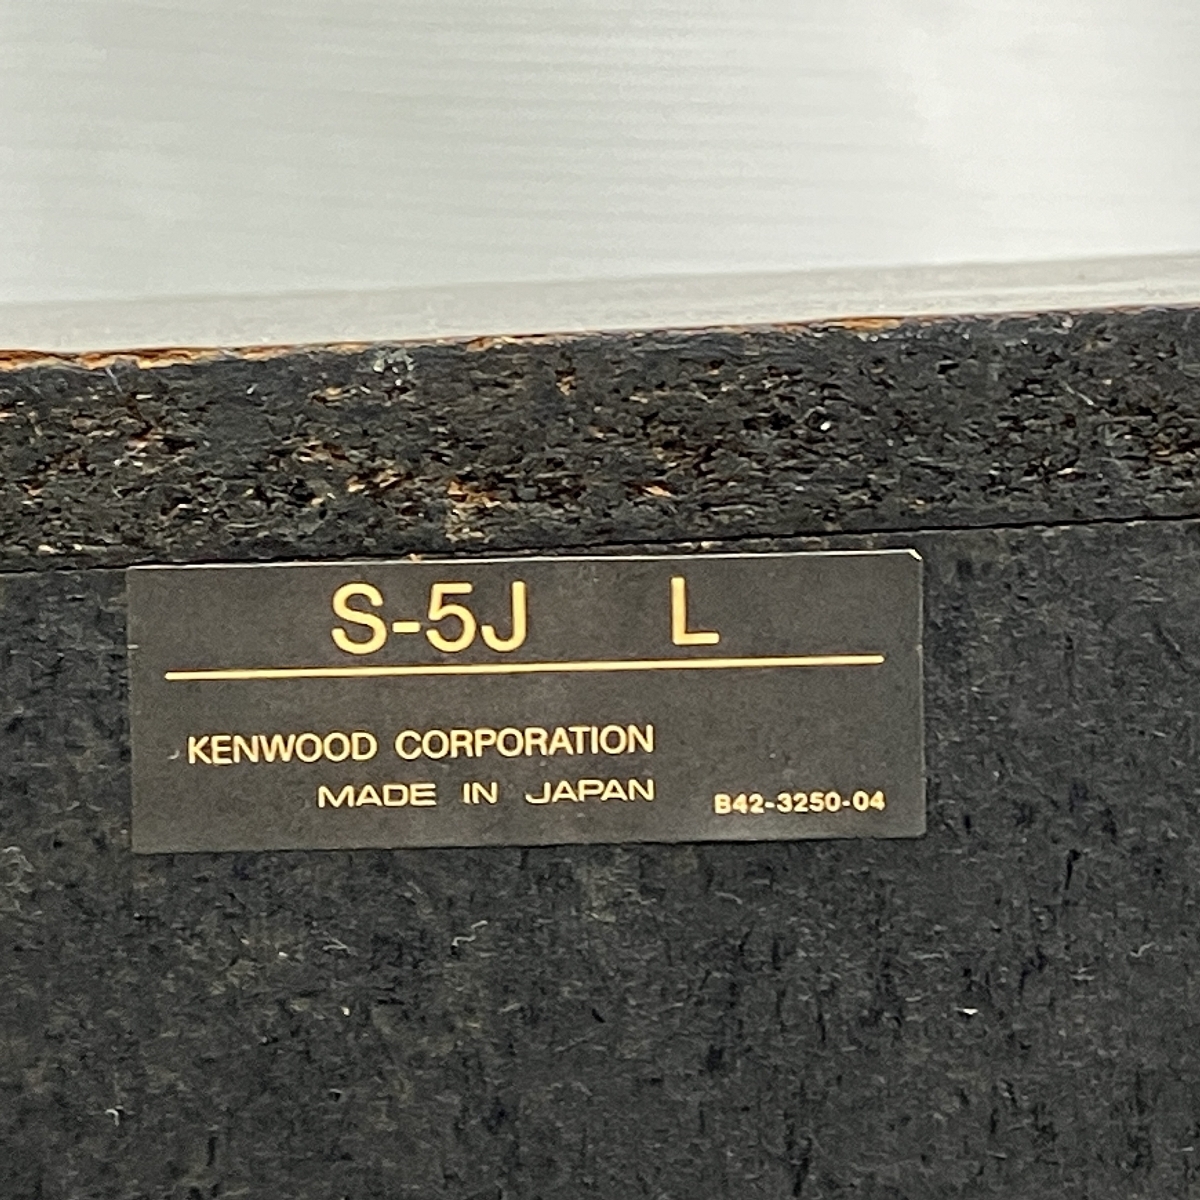 S-5J L
KENWOOD CORPORATION
MADE IN JAPAN
B42-3250-04